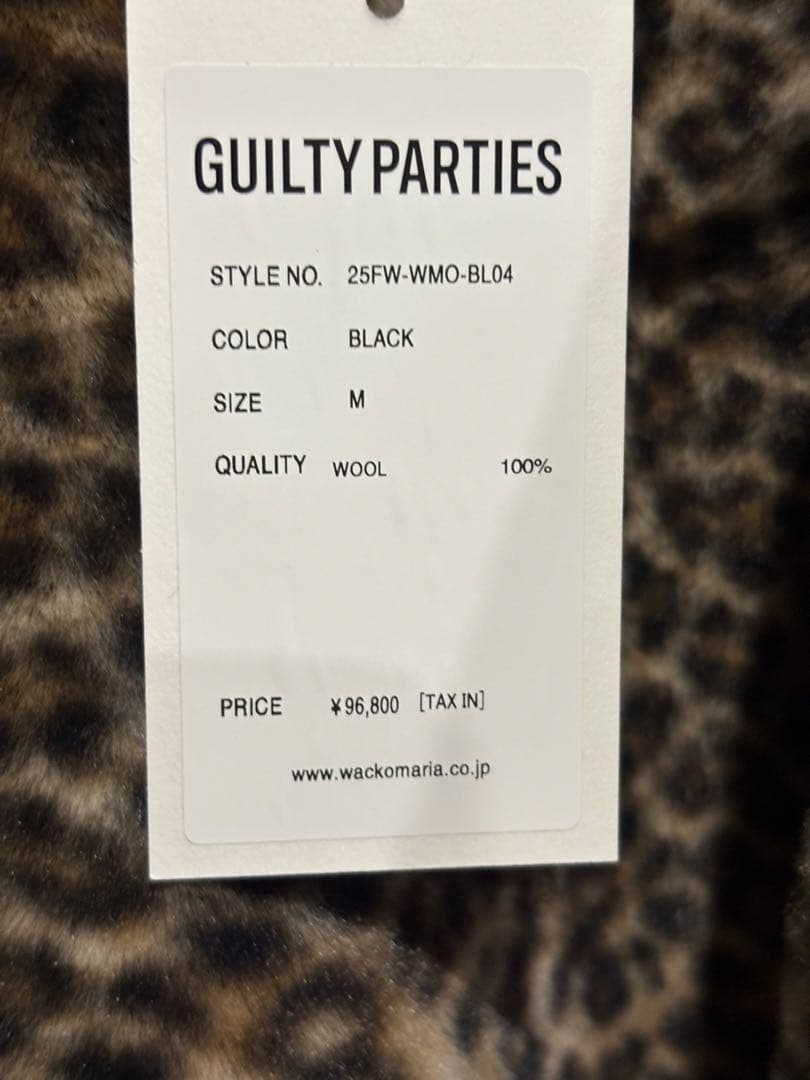 GUILTY PARTIES
STYLE NO. 25FW-WMO-BL04
COLOR BLACK
SIZE M
QUALITY WOOL 100%
PRICE ¥96,800 [TAX IN]
www.wackomaria.co.jp